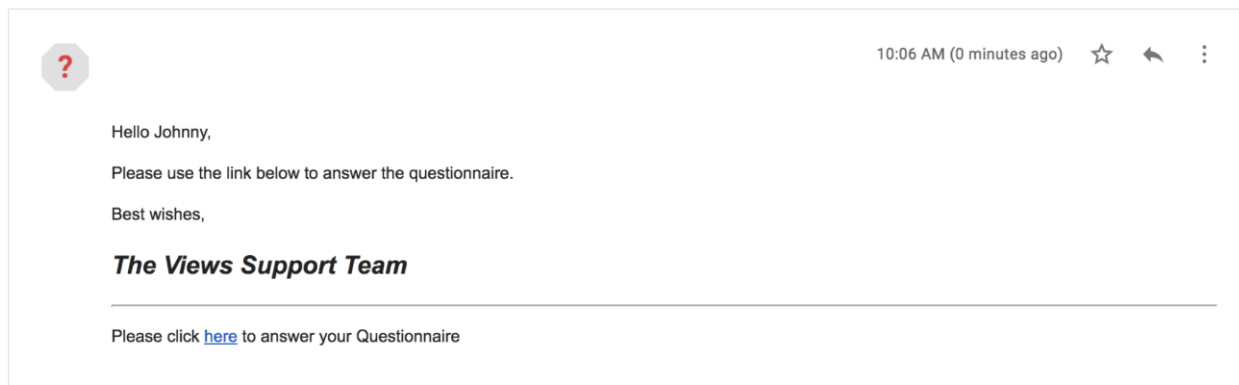 ?
10:06 AM (0 minutes ago)
Hello Johnny,
Please use the link below to answer the questionnaire.
Best wishes,
The Views Support Team
Please click here to answer your Questionnaire